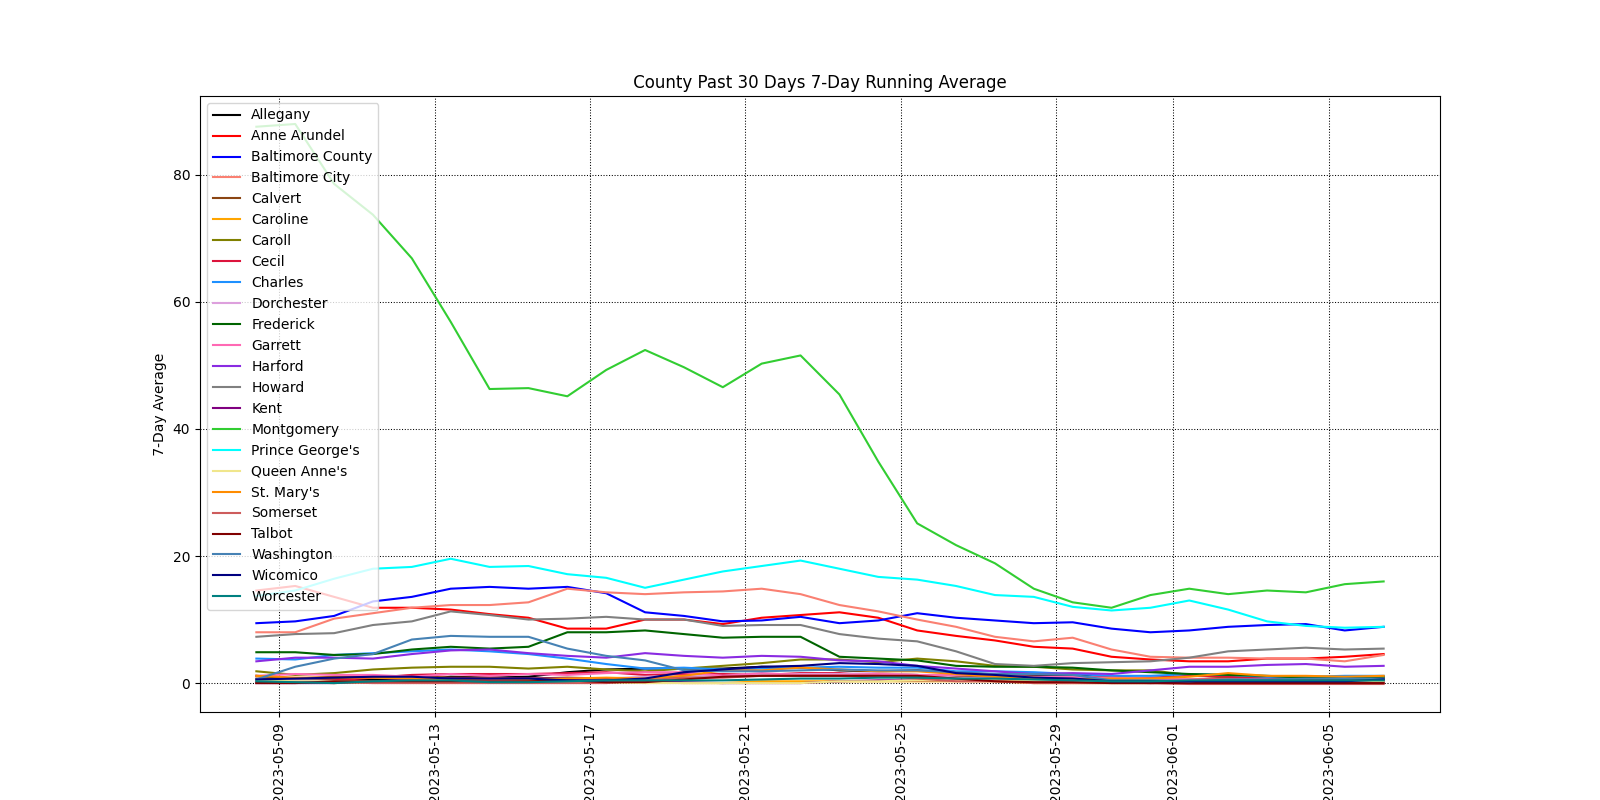 County Past 30 Days 7-Day Running Average
7-Day Average
80
60
40
20
0
Allegany
Anne Arundel
Baltimore County
Baltimore City
Calvert
Caroline
Caroll
Cecil
Charles
Dorchester
Frederick
Garrett
Harford
Howard
Kent
Montgomery
Prince George's
Queen Anne's
St. Mary's
Somerset
Talbot
Washington
Wicomico
Worcester
2023-05-09
2023-05-13
2023-05-17
2023-05-21
2023-05-25
2023-05-29
2023-06-01
2023-06-05